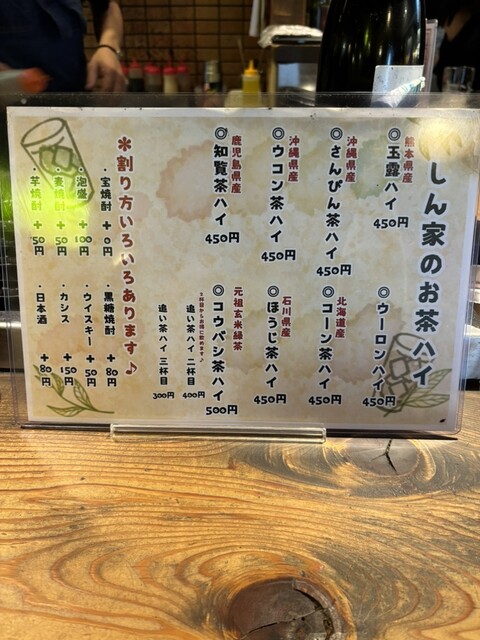 しん家のお茶ハイ
熊本県産
◎玉露ハイ
450円
沖縄県産
◎さんぴん茶ハイ
450円
沖縄県産
◎ウコン茶ハイ
450円
鹿児島県産
◎知覧茶ハイ
450円
◎ウーロンハイ
450円
北海道産
◎コーン茶ハイ
450円
石川県産
◎ほうじ茶ハイ
450円
元祖玄米緑茶
◎コウバシ茶ハイ
500円
追い茶ハイ 二杯目
400円
追い茶ハイ 三杯目
300円
*割り方いろいろあります♪
・宝焼酎 +0円
・泡盛 +100円
・麦焼酎 +50円
・芋焼酎 +50円
・黒糖焼酎 +80円
・ウイスキー +50円
・カシス +150円
・日本酒 +80円